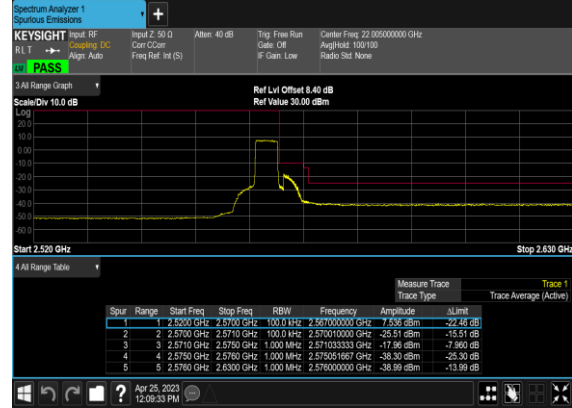 Spectrum Analyzer 1
Spurious Emissions
KEYSIGHT Input: RF Input Z: 50 Ω Atten: 40 dB Trig: Free Run Center Freq: 22.005000000 GHz
RLT Coupling: DC Corr CCorr Gate: Off Avg|Hold: 100/100
Align: Auto Freq Ref: Int (S) IF Gain: Low Radio Std: None
PASS
3 All Range Graph
Ref Lvl Offset 8.40 dB
Scale/Div 10.0 dB Ref Value 30.00 dBm
Log
20.0
10.0
0.00
-10.0
-20.0
-30.0
-40.0
-50.0
-60.0
Start 2.520 GHz Stop 2.630 GHz
4 All Range Table
Measure Trace Trace 1
Trace Type Trace Average (Active)
Spur Range Start Freq Stop Freq RBW Frequency Amplitude ΔLimit
1 1 2.5200 GHz 2.5700 GHz 100.0 kHz 2.567000000 GHz 7.536 dBm -22.46 dB
2 2 2.5700 GHz 2.5710 GHz 100.0 kHz 2.570010000 GHz -25.51 dBm -15.51 dB
3 3 2.5710 GHz 2.5750 GHz 1.000 MHz 2.571033333 GHz -17.96 dBm -7.960 dB
4 4 2.5750 GHz 2.5760 GHz 1.000 MHz 2.575051667 GHz -38.30 dBm -25.30 dB
5 5 2.5760 GHz 2.6300 GHz 1.000 MHz 2.576000000 GHz -38.99 dBm -13.99 dB
? Apr 25, 2023
12:09:33 PM